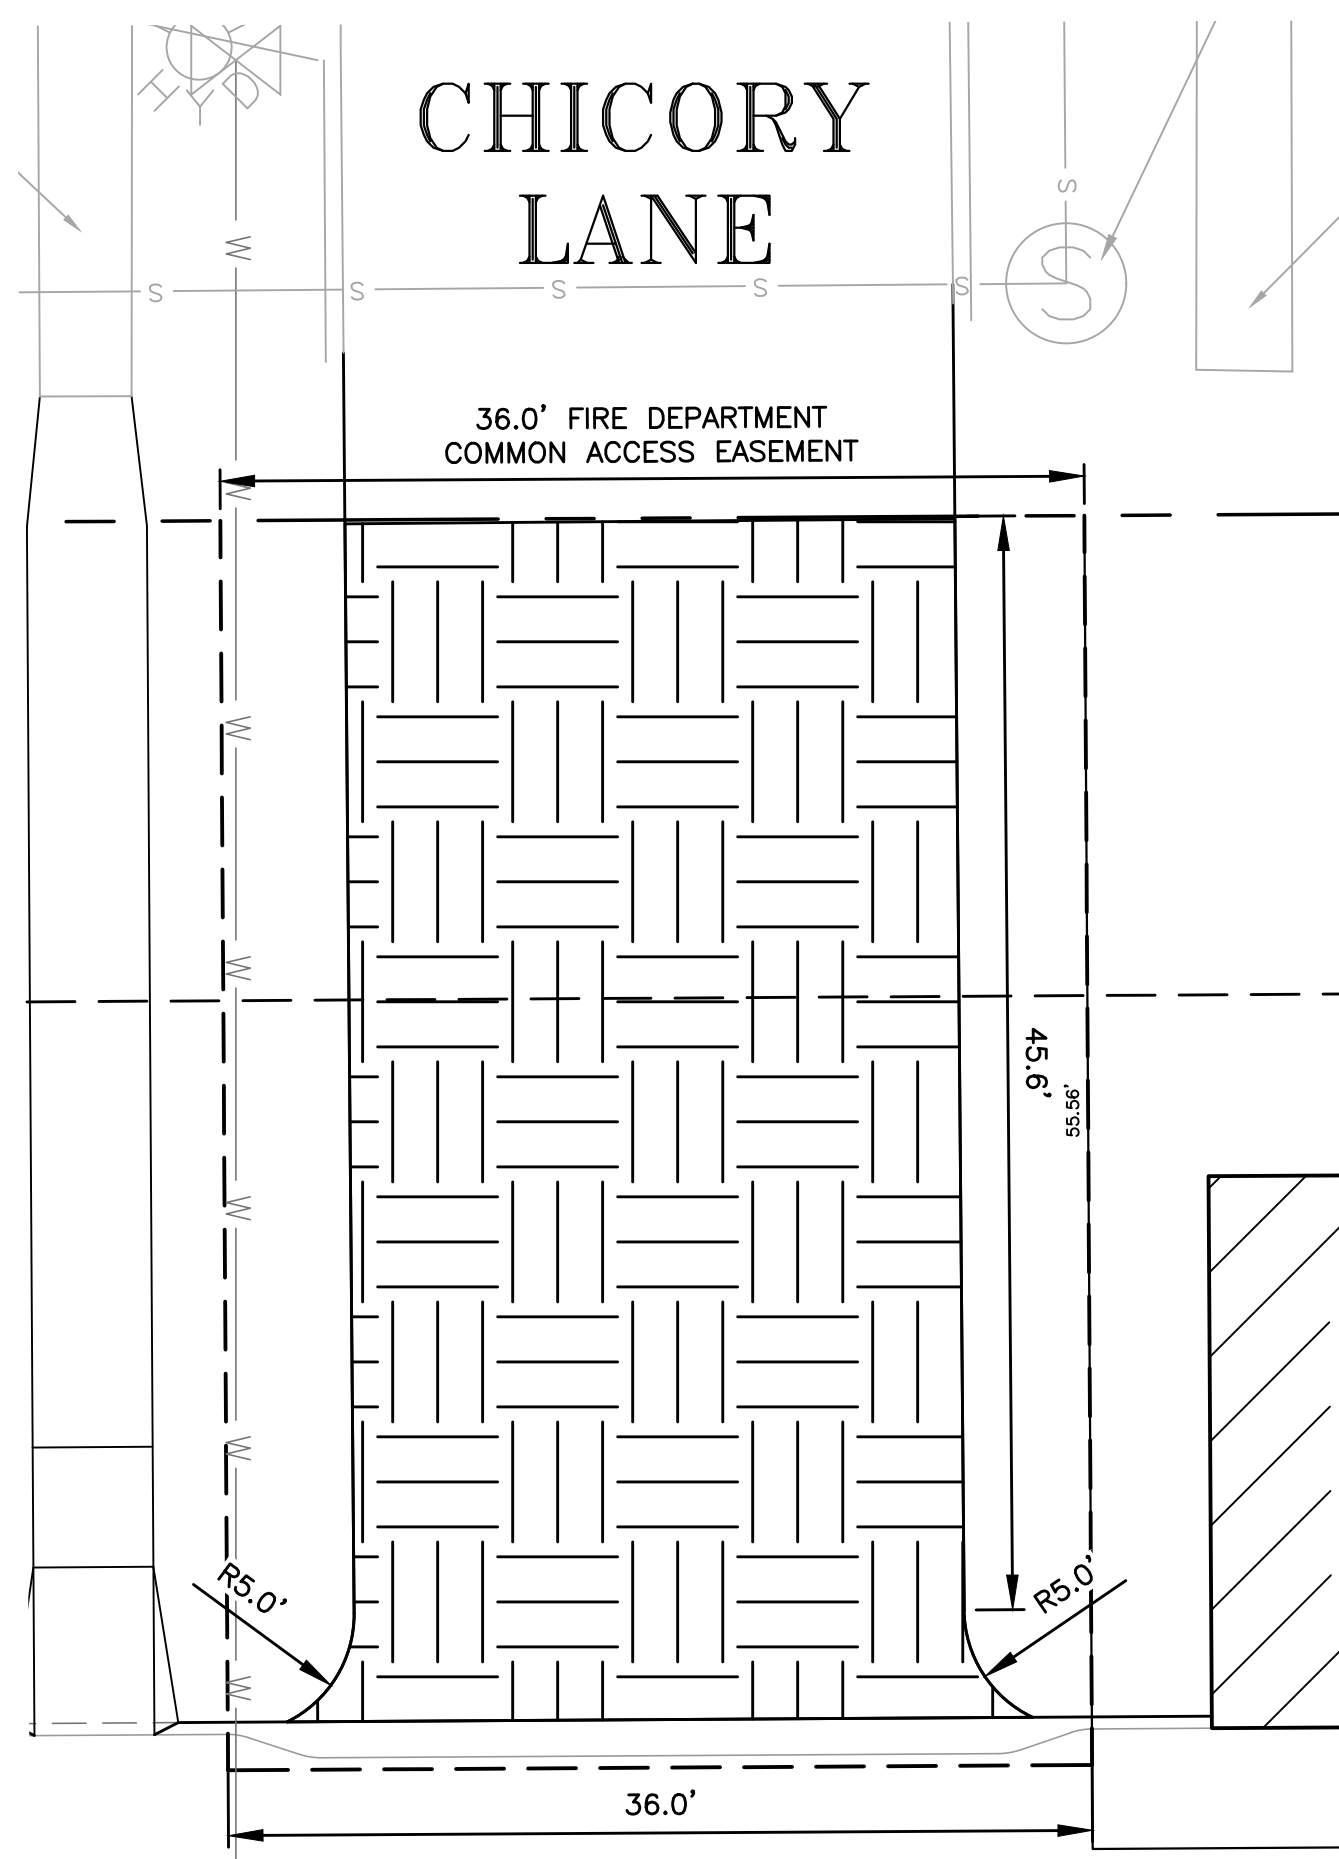 HYD
CHICORY
LANE
W
S S S S S S
S
36.0' FIRE DEPARTMENT
COMMON ACCESS EASEMENT
W
W
W
45.6'
55.56'
W
W
R5.0'
R5.0'
W
36.0'